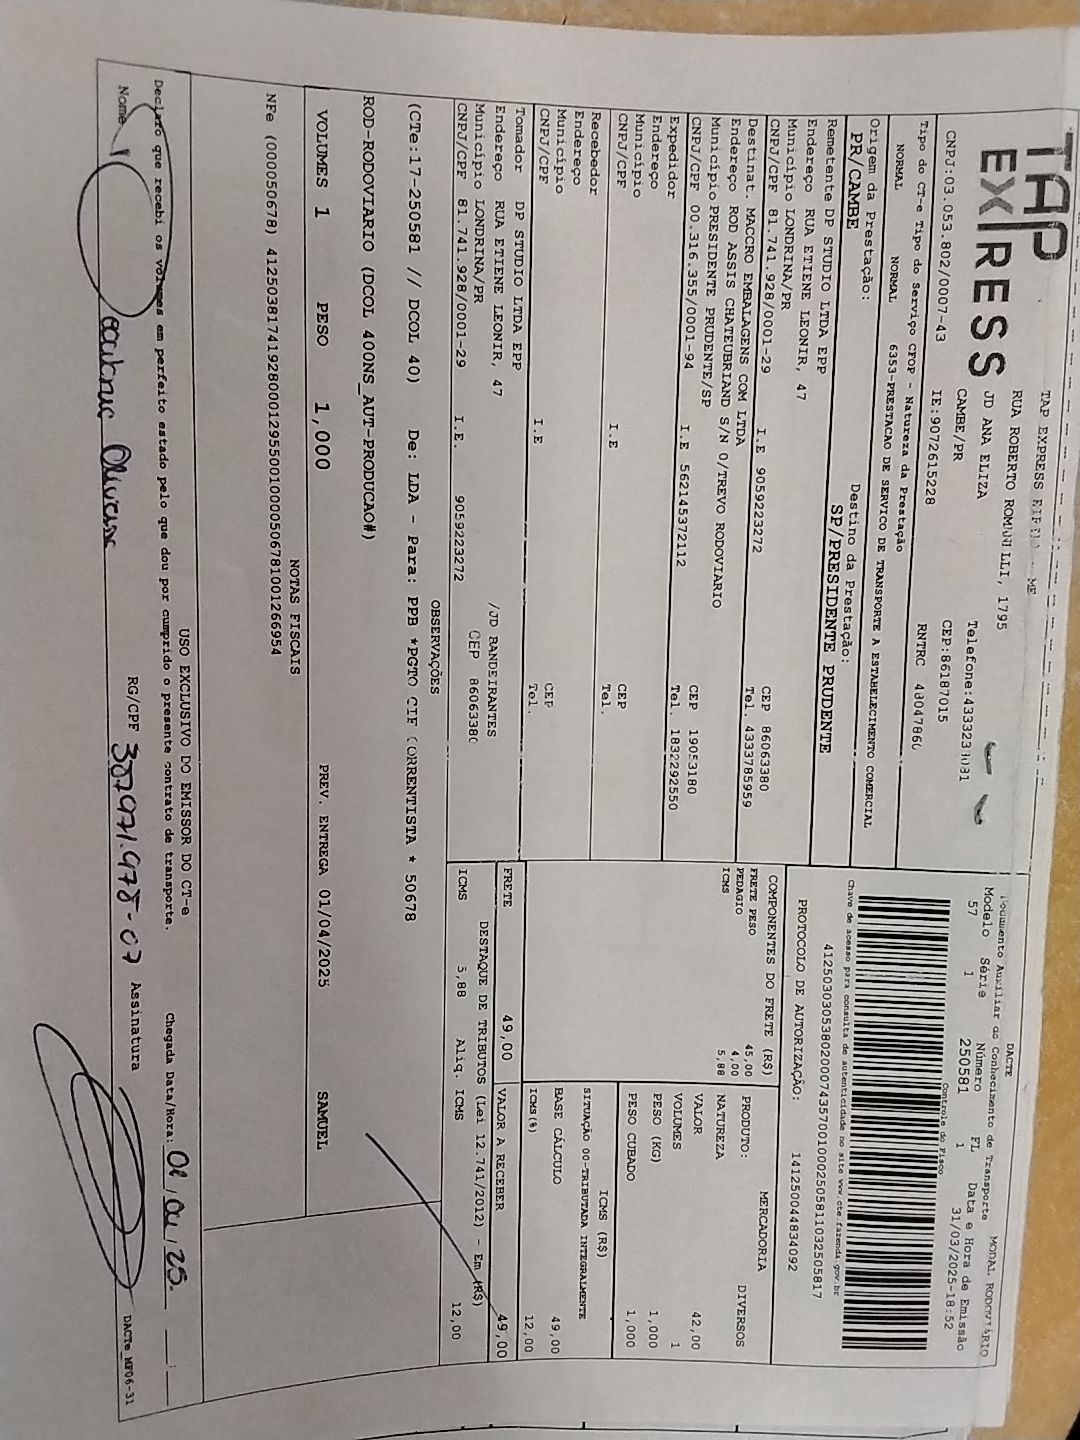 TAP
EXPRESS
TAP EXPRESS EIRELI - ME
RUA ROBERTO ROMUNILLI, 1795
JD ANA ELIZA
CAMBE/PR
Telefone:4333233031
CEP:86187015
CNPJ:03.053.802/0007-43 IE:9072615228 RNTRC 48047860
Tipo do CT-e Tipo do Serviço CFOP - Natureza da Prestação
NORMAL NORMAL 6353-PRESTACAO DE SERVICO DE TRANSPORTE A ESTABELECIMENTO COMERCIAL
Origem da Prestação: Destino da Prestação:
PR/CAMBE SP/PRESIDENTE PRUDENTE
Remetente DP STUDIO LTDA EPP
Endereço RUA ETIENE LEONIR, 47
Município LONDRINA/PR CEP 86063380
CNPJ/CPF 81.741.928/0001-29 I.E 9059223272 Tel. 4333785959
Destinat. MACCRO EMBALAGENS COM LTDA
Endereço ROD ASSIS CHATEUBRIAND S/N 0/TREVO RODOVIARIO
Município PRESIDENTE PRUDENTE/SP CEP 19053180
CNPJ/CPF 00.316.355/0001-94 I.E 562145372112 Tel. 1832292550
Expedidor
Endereço
Município CEP
CNPJ/CPF I.E Tel.
Recebedor
Endereço
Município CEP
CNPJ/CPF I.E Tel.
Tomador DP STUDIO LTDA EPP
Endereço RUA ETIENE LEONIR, 47 /JD BANDEIRANTES
Município LONDRINA/PR CEP 86063380
CNPJ/CPF 81.741.928/0001-29 I.E. 9059223272
DACTE MODAL RODOVIÁRIO
Documento Auxiliar do Conhecimento de Transporte
Modelo Série Número FL Data e Hora de Emissão
57 1 250581 1 31/03/2025-18:52
Controle do Fisco
Chave de acesso para consulta de autenticidade no site www.cte.fazenda.gov.br
41250303053802000743570010002505811032505817
PROTOCOLO DE AUTORIZAÇÃO: 141250044834092
COMPONENTES DO FRETE (R$)
FRETE PESO 45,00
PEDAGIO 4,00
ICMS 5,88
MERCADORIA
PRODUTO: DIVERSOS
NATUREZA
VALOR 42,00
VOLUMES 1
PESO (KG) 1,000
PESO CUBADO 1,000
ICMS (R$)
SITUAÇÃO 00-TRIBUTADA INTEGRALMENTE
BASE CÁLCULO 49,00
ICMS(%) 12,00
FRETE 49,00 VALOR A RECEBER 49,00
DESTAQUE DE TRIBUTOS (Lei 12.741/2012) - Em (R$)
ICMS 5,88 Aliq. ICMS 12,00
OBSERVAÇÕES
(CTe:17-250581 // DCOL 40) De: LDA - Para: PPB *PGTO CIF CORRENTISTA * 50678
ROD-RODOVIARIO (DCOL 400NS_AUT-PRODUCAO#)
VOLUMES 1 PESO 1,000 PREV. ENTREGA 01/04/2025 SAMUEL
NOTAS FISCAIS
NFe (000050678) 41250381741928000129550010000506781001266954
USO EXCLUSIVO DO EMISSOR DO CT-e
Declaro que recebi os volumes em perfeito estado pelo que dou por cumprido o presente contrato de transporte. Chegada Data/Hora: 01/04/25. :
Nome RG/CPF 387971.978-07 Assinatura
DACTe_MF06-31